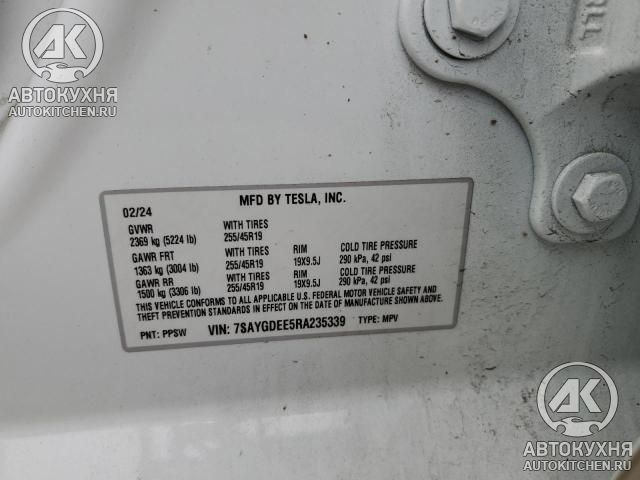 AK
АВТОКУХНЯ
AUTOKITCHEN.RU
RLL
MFD BY TESLA, INC.
02/24
GVWR WITH TIRES
2369 kg (5224 lb) 255/45R19
GAWR FRT WITH TIRES RIM COLD TIRE PRESSURE
1363 kg (3004 lb) 255/45R19 19X9.5J 290 kPa, 42 psi
GAWR RR WITH TIRES RIM COLD TIRE PRESSURE
1500 kg (3306 lb) 255/45R19 19X9.5J 290 kPa, 42 psi
THIS VEHICLE CONFORMS TO ALL APPLICABLE U.S. FEDERAL MOTOR VEHICLE SAFETY AND
THEFT PREVENTION STANDARDS IN EFFECT ON THE DATE OF MANUFACTURE SHOWN ABOVE.
PNT: PPSW VIN: 7SAYGDEE5RA235339 TYPE: MPV
AK
АВТОКУХНЯ
AUTOKITCHEN.RU